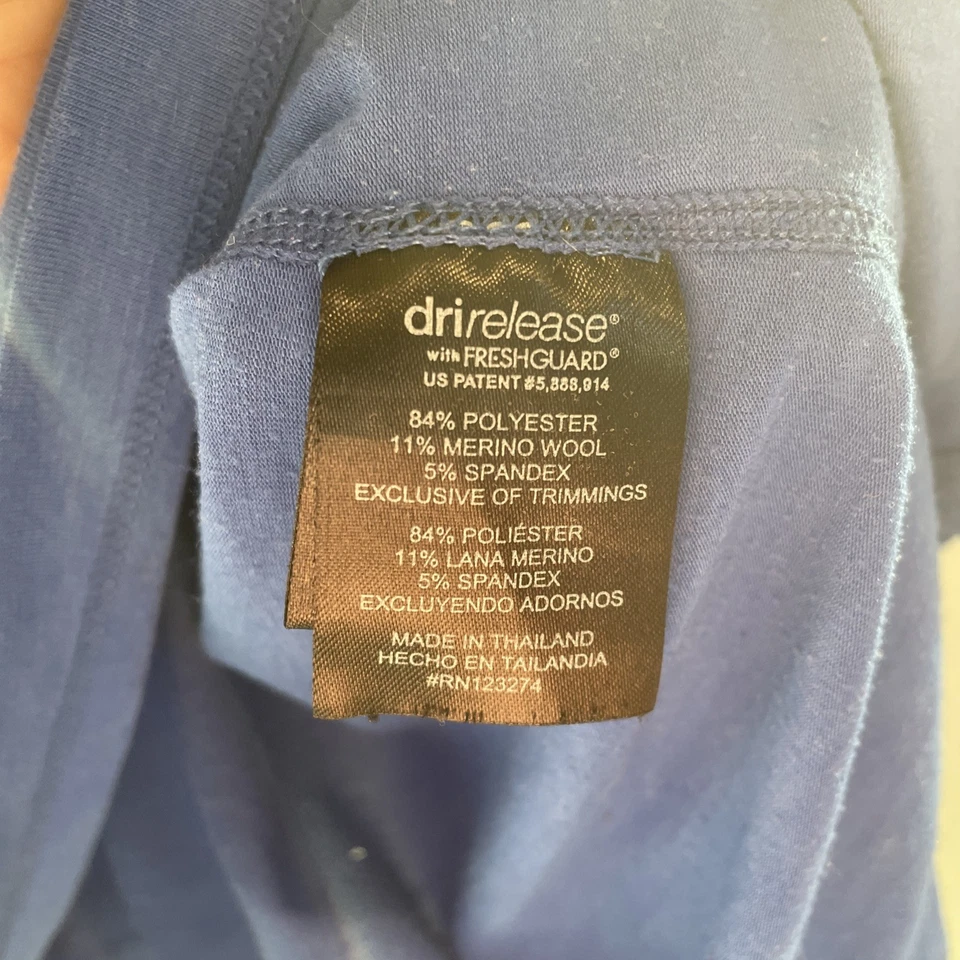 drirelease®
with FRESHGUARD®
US PATENT #5,888,914
84% POLYESTER
11% MERINO WOOL
5% SPANDEX
EXCLUSIVE OF TRIMMINGS
84% POLIÉSTER
11% LANA MERINO
5% SPANDEX
EXCLUYENDO ADORNOS
MADE IN THAILAND
HECHO EN TAILANDIA
#RN123274